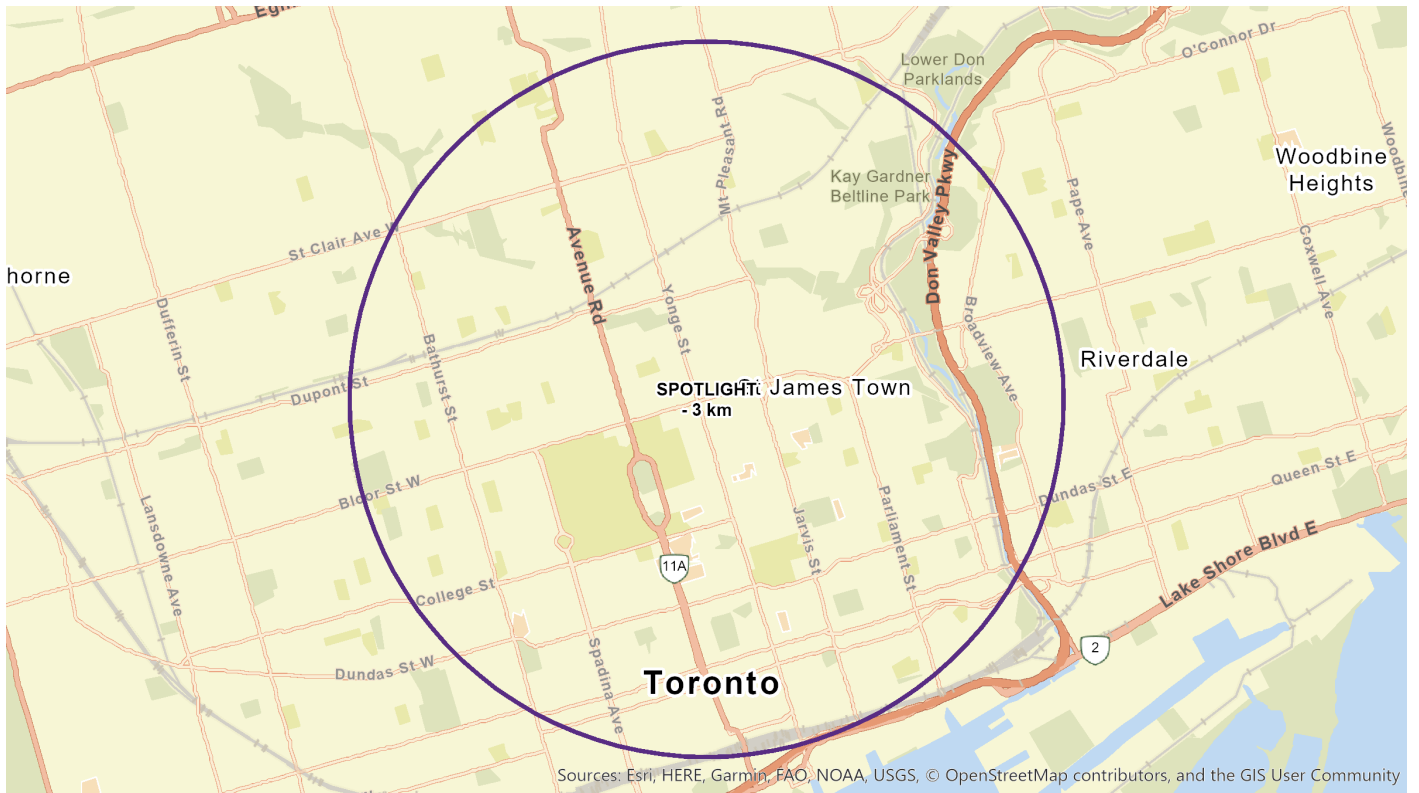 Egli
O'Connor Dr
Lower Don
Parklands
Mt Pleasant Rd
Woodbine
Woodbine
Heights
Kay Gardner
Beltline Park
Don Valley Pkwy
Pape Ave
St Clair Ave W
Avenue Rd
Coxwell Ave
horne
Dufferin St
Yonge St
Broadview Ave
Bathurst St
Riverdale
Dupont St
SPOTLIGHT
- 3 km
St James Town
Bloor St W
Dundas St E
Queen St E
Lansdowne Ave
Jarvis St
Parliament St
Lake Shore Blvd E
11A
College St
2
Dundas St W
Spadina Ave
Toronto
Sources: Esri, HERE, Garmin, FAO, NOAA, USGS, © OpenStreetMap contributors, and the GIS User Community